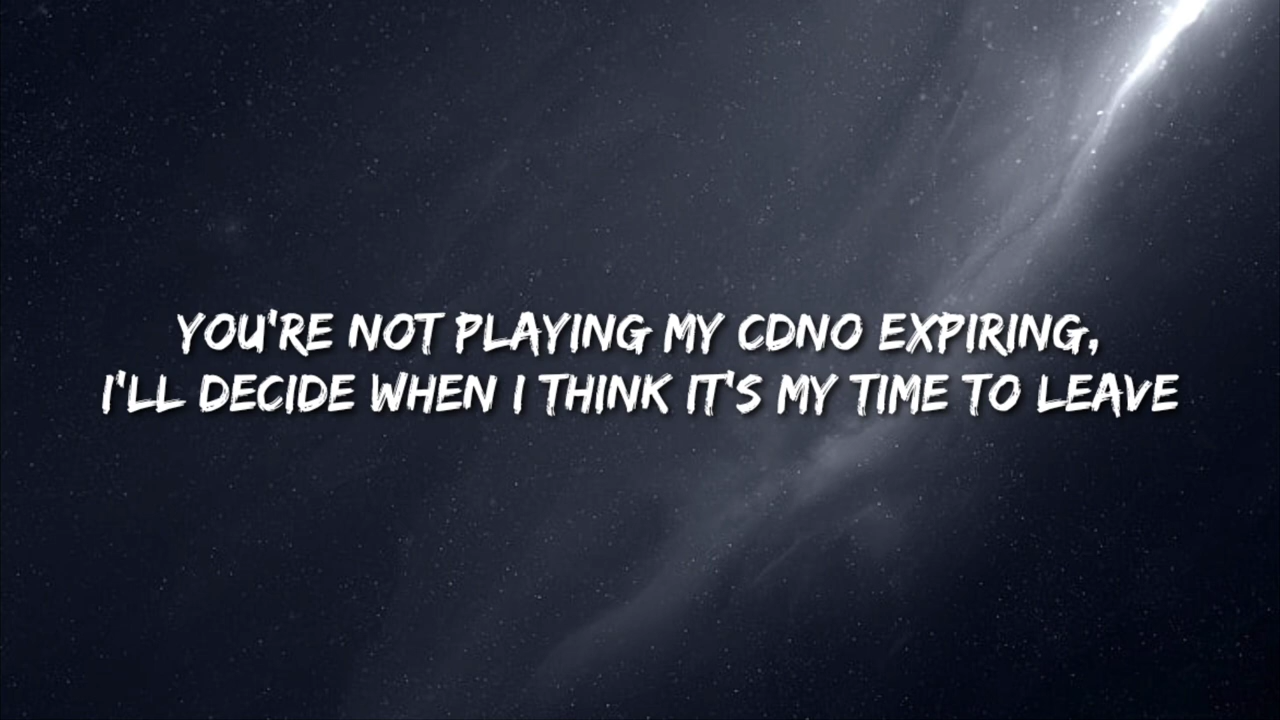 YOU'RE NOT PLAYING MY CDNO EXPIRING,
I'LL DECIDE WHEN I THINK IT'S MY TIME TO LEAVE